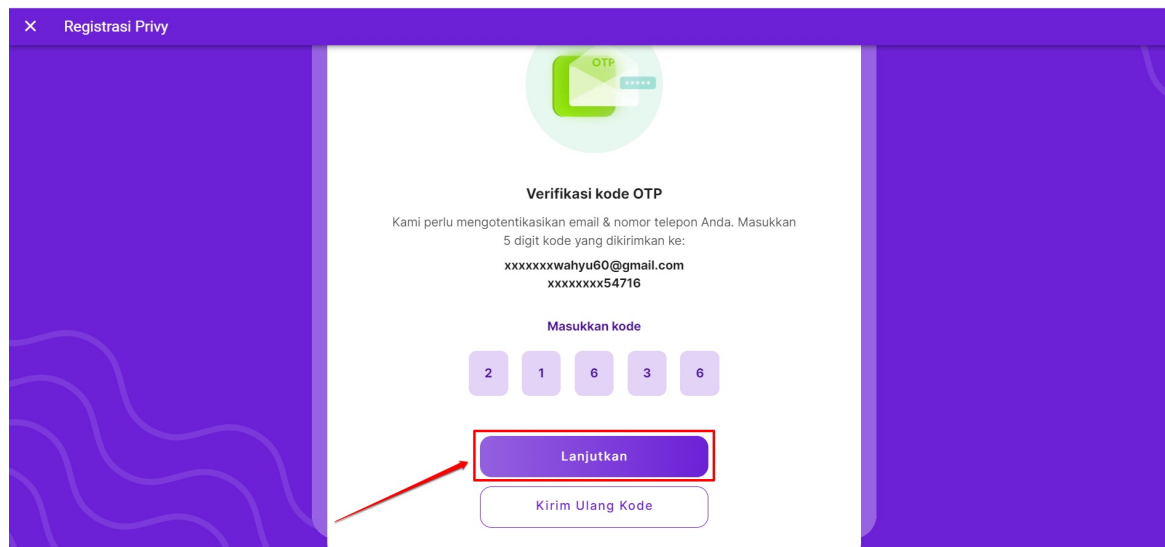 × Registrasi Privy
OTP
*****
Verifikasi kode OTP
Kami perlu mengotentikasikan email & nomor telepon Anda. Masukkan
5 digit kode yang dikirimkan ke:
xxxxxxxwahyu60@gmail.com
xxxxxxxx54716
Masukkan kode
2 1 6 3 6
Lanjutkan
Kirim Ulang Kode